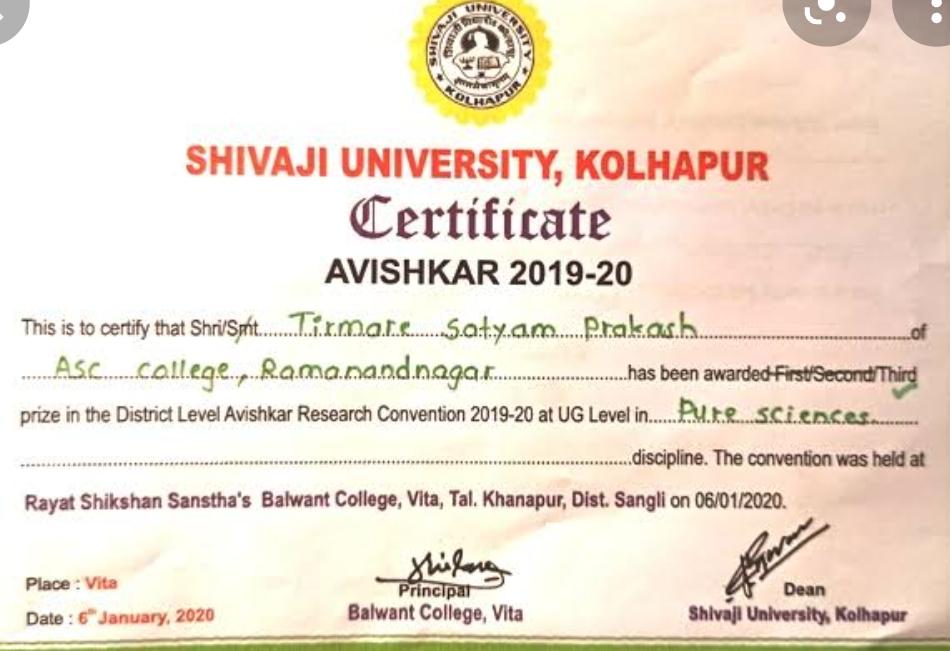 SHIVAJI UNIVERSITY
KOLHAPUR
SHIVAJI UNIVERSITY, KOLHAPUR
Certificate
AVISHKAR 2019-20
This is to certify that Shri/Smt.....Tirmare Satyam Prakash.....of
.....Asc college, Ramanandnagar.....has been awarded First/Second/Third
prize in the District Level Avishkar Research Convention 2019-20 at UG Level in.....Pure sciences.....
.....discipline. The convention was held at
Rayat Shikshan Sanstha's Balwant College, Vita, Tal. Khanapur, Dist. Sangli on 06/01/2020.
Place : Vita
Date : 6th January, 2020
Principal
Balwant College, Vita
Dean
Shivaji University, Kolhapur